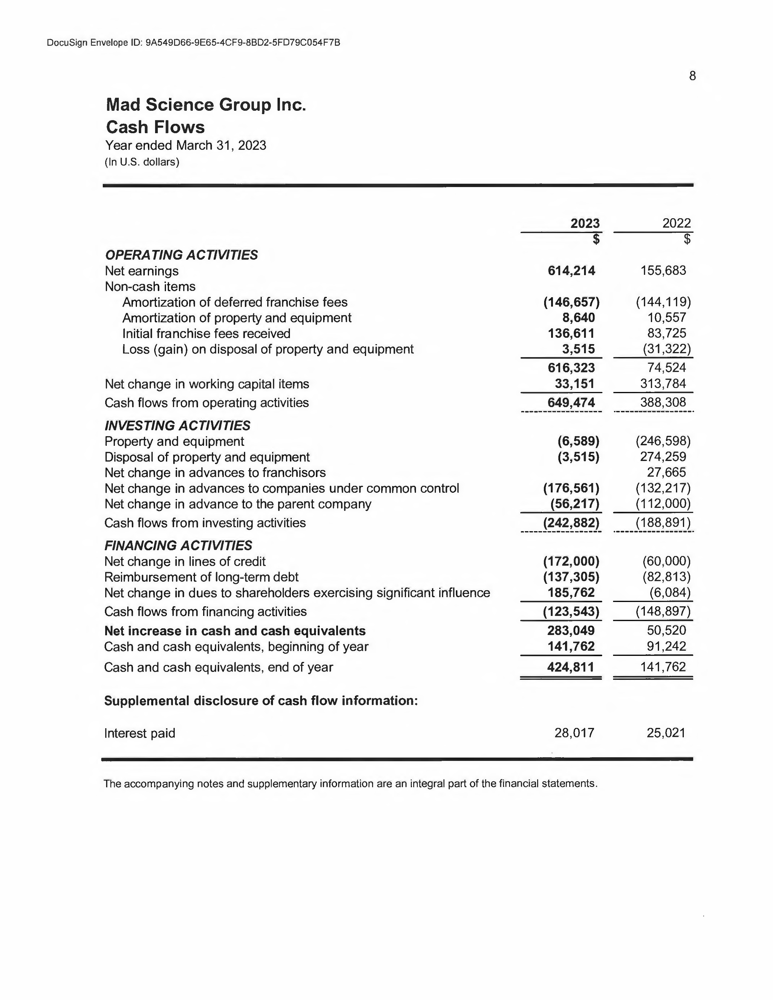 DocuSign Envelope ID: 9A549D66-9E65-4CF9-8BD2-5FD79C054F7B
8
Mad Science Group Inc.
Cash Flows
Year ended March 31, 2023
(In U.S. dollars)
2023 2022
$ $
OPERATING ACTIVITIES
Net earnings 614,214 155,683
Non-cash items
Amortization of deferred franchise fees (146,657) (144,119)
Amortization of property and equipment 8,640 10,557
Initial franchise fees received 136,611 83,725
Loss (gain) on disposal of property and equipment 3,515 (31,322)
616,323 74,524
Net change in working capital items 33,151 313,784
Cash flows from operating activities 649,474 388,308
INVESTING ACTIVITIES
Property and equipment (6,589) (246,598)
Disposal of property and equipment (3,515) 274,259
Net change in advances to franchisors 27,665
Net change in advances to companies under common control (176,561) (132,217)
Net change in advance to the parent company (56,217) (112,000)
Cash flows from investing activities (242,882) (188,891)
FINANCING ACTIVITIES
Net change in lines of credit (172,000) (60,000)
Reimbursement of long-term debt (137,305) (82,813)
Net change in dues to shareholders exercising significant influence 185,762 (6,084)
Cash flows from financing activities (123,543) (148,897)
Net increase in cash and cash equivalents 283,049 50,520
Cash and cash equivalents, beginning of year 141,762 91,242
Cash and cash equivalents, end of year 424,811 141,762
Supplemental disclosure of cash flow information:
Interest paid 28,017 25,021
The accompanying notes and supplementary information are an integral part of the financial statements.